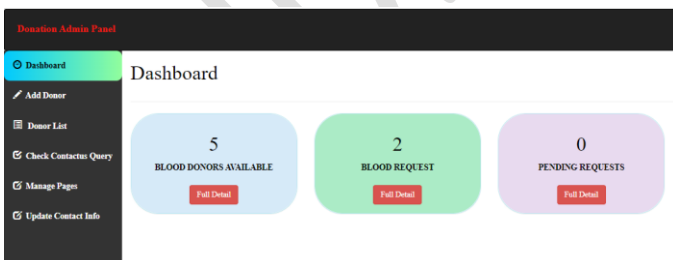 Donation Admin Panel
Dashboard
Add Donor
Donor List
Check Contactus Query
Manage Pages
Update Contact Info
Dashboard
5
BLOOD DONORS AVAILABLE
Full Detail
2
BLOOD REQUEST
Full Detail
0
PENDING REQUESTS
Full Detail